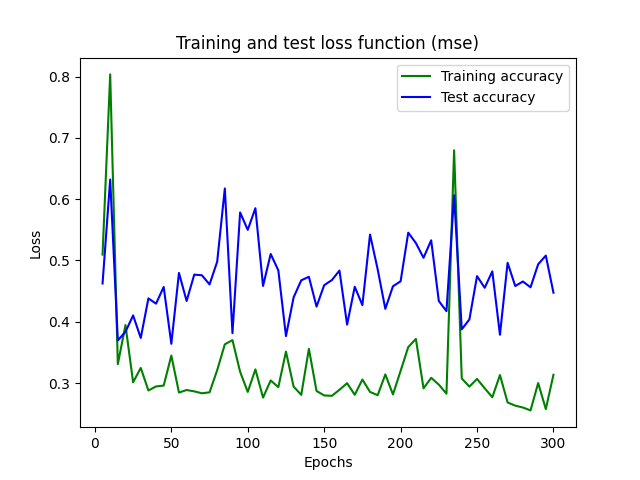 Training and test loss function (mse)
Training accuracy
Test accuracy
0.8
0.7
0.6
0.5
0.4
0.3
Loss
0
50
100
150
200
250
300
Epochs